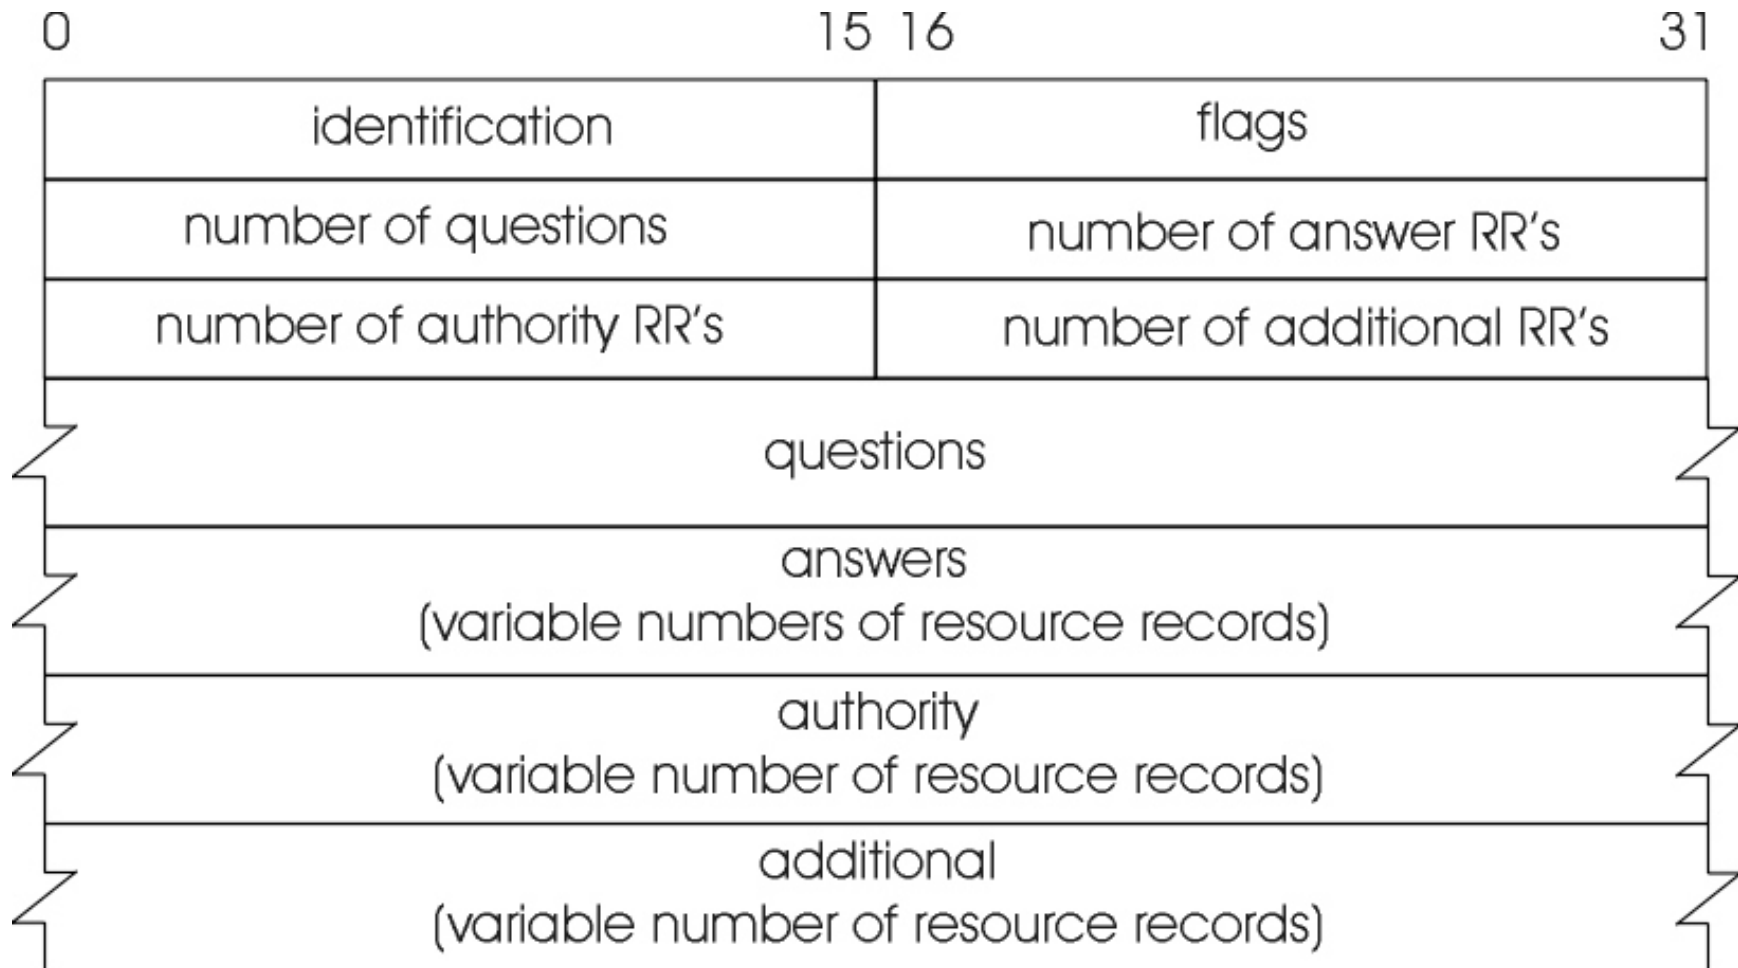 0 15 16 31
identification flags
number of questions number of answer RR's
number of authority RR's number of additional RR's
questions
answers
(variable numbers of resource records)
authority
(variable number of resource records)
additional
(variable number of resource records)